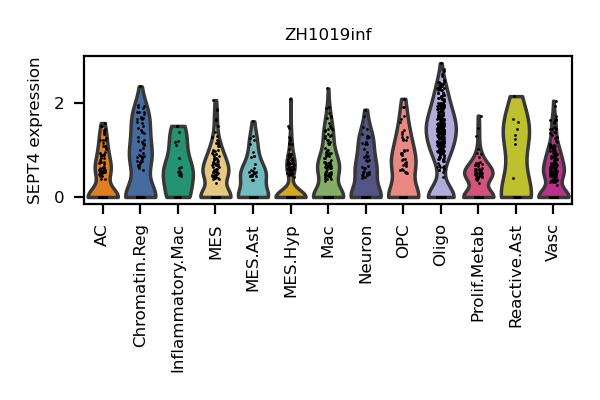 ZH1019inf
SEPT4 expression
2
0
AC
Chromatin.Reg
Inflammatory.Mac
MES
MES.Ast
MES.Hyp
Mac
Neuron
OPC
Oligo
Prolif.Metab
Reactive.Ast
Vasc